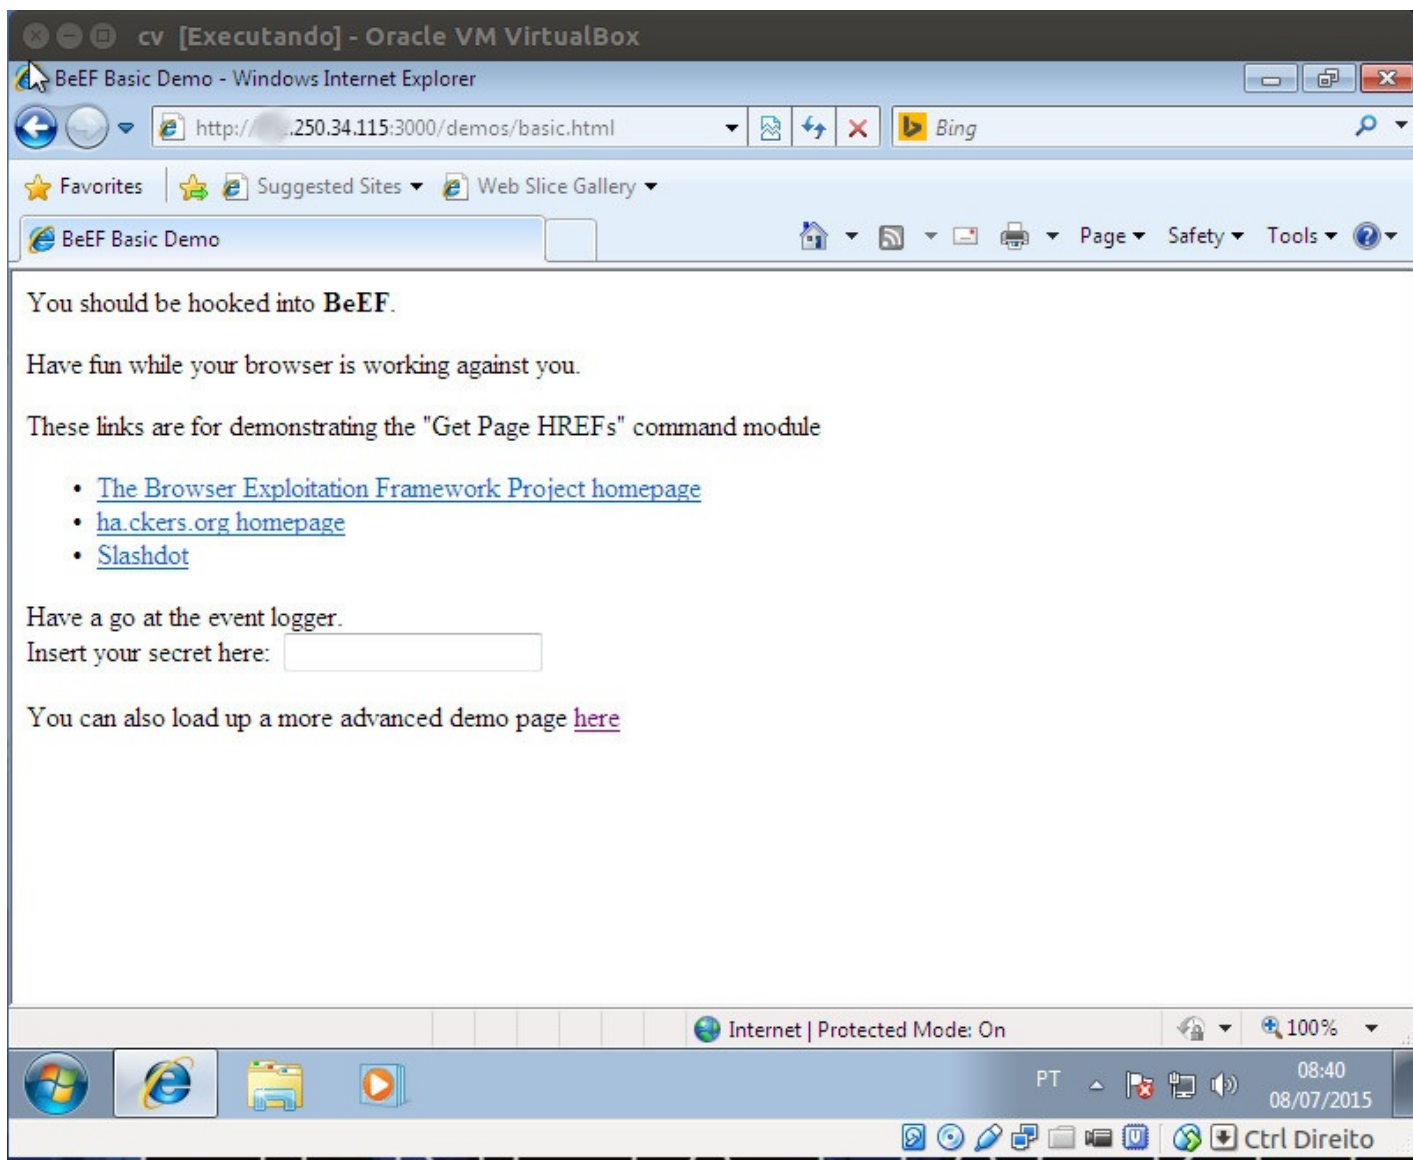 cv [Executando] - Oracle VM VirtualBox
BeEF Basic Demo - Windows Internet Explorer
http:// .250.34.115:3000/demos/basic.html
Bing
Favorites
Suggested Sites
Web Slice Gallery
BeEF Basic Demo
Page
Safety
Tools
You should be hooked into BeEF.
Have fun while your browser is working against you.
These links are for demonstrating the "Get Page HREFs" command module
• The Browser Exploitation Framework Project homepage
• ha.ckers.org homepage
• Slashdot
Have a go at the event logger.
Insert your secret here:
You can also load up a more advanced demo page here
Internet | Protected Mode: On
100%
PT
08:40
08/07/2015
Ctrl Direito